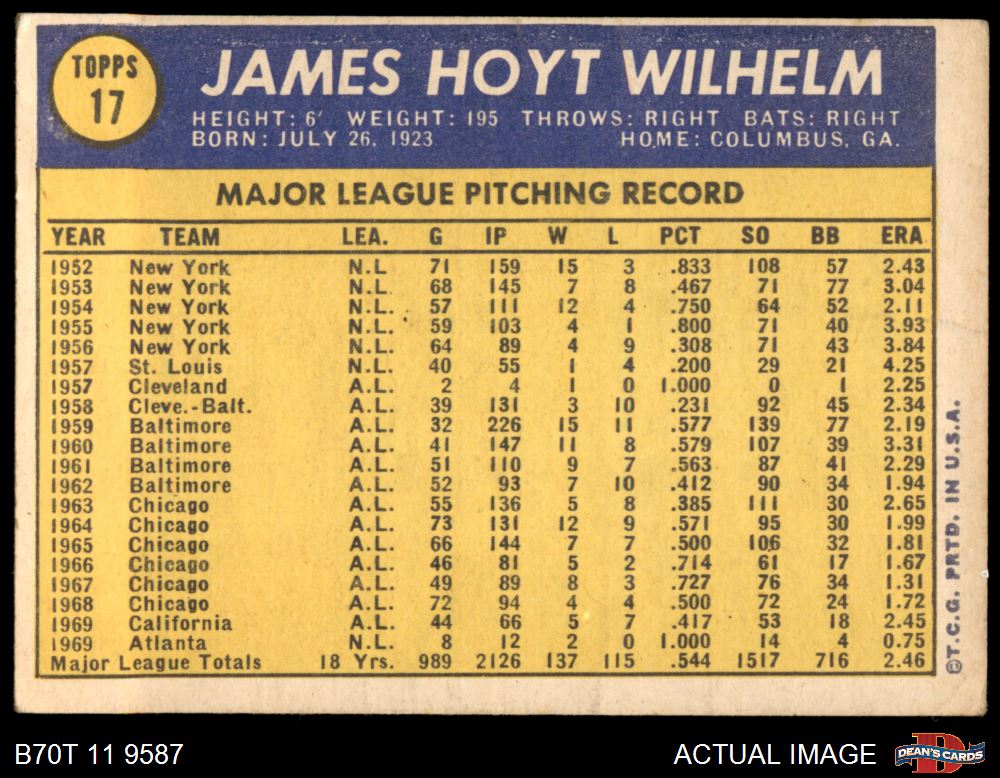 TOPPS
17
JAMES HOYT WILHELM
HEIGHT: 6' WEIGHT: 195 THROWS: RIGHT BATS: RIGHT
BORN: JULY 26, 1923 HOME: COLUMBUS, GA.
MAJOR LEAGUE PITCHING RECORD
YEAR TEAM LEA. G IP W L PCT SO BB ERA
1952 New York N.L 71 159 15 3 .833 108 57 2.43
1953 New York N.L. 68 145 7 8 .467 71 77 3.04
1954 New York N.L. 57 111 12 4 .750 64 52 2.11
1955 New York N.L. 59 103 4 1 .800 71 40 3.93
1956 New York N.L. 64 89 4 9 .308 71 43 3.84
1957 St. Louis N.L. 40 55 1 4 .200 29 21 4.25
1957 Cleveland A.L. 2 4 1 0 1.000 0 1 2.25
1958 Cleve.-Balt. A.L. 39 131 3 10 .231 92 45 2.34
1959 Baltimore A.L. 32 226 15 11 .577 139 77 2.19
1960 Baltimore A.L. 41 147 11 8 .579 107 39 3.31
1961 Baltimore A.L. 51 110 9 7 .563 87 41 2.29
1962 Baltimore A.L. 52 93 7 10 .412 90 34 1.94
1963 Chicago A.L. 55 136 5 8 .385 111 30 2.65
1964 Chicago A.L. 73 131 12 9 .571 95 30 1.99
1965 Chicago A.L. 66 144 7 7 .500 106 32 1.81
1966 Chicago A.L. 46 81 5 2 .714 61 17 1.67
1967 Chicago A.L. 49 89 8 3 .727 76 34 1.31
1968 Chicago A.L. 72 94 4 4 .500 72 24 1.72
1969 California A.L. 44 66 5 7 .417 53 18 2.45
1969 Atlanta N.L. 8 12 2 0 1.000 14 4 0.75
Major League Totals 18 Yrs. 989 2126 137 115 .544 1517 716 2.46
©T.C.G. PRTD. IN U.S.A.
B70T 11 9587
ACTUAL IMAGE
DEAN'S CARDS